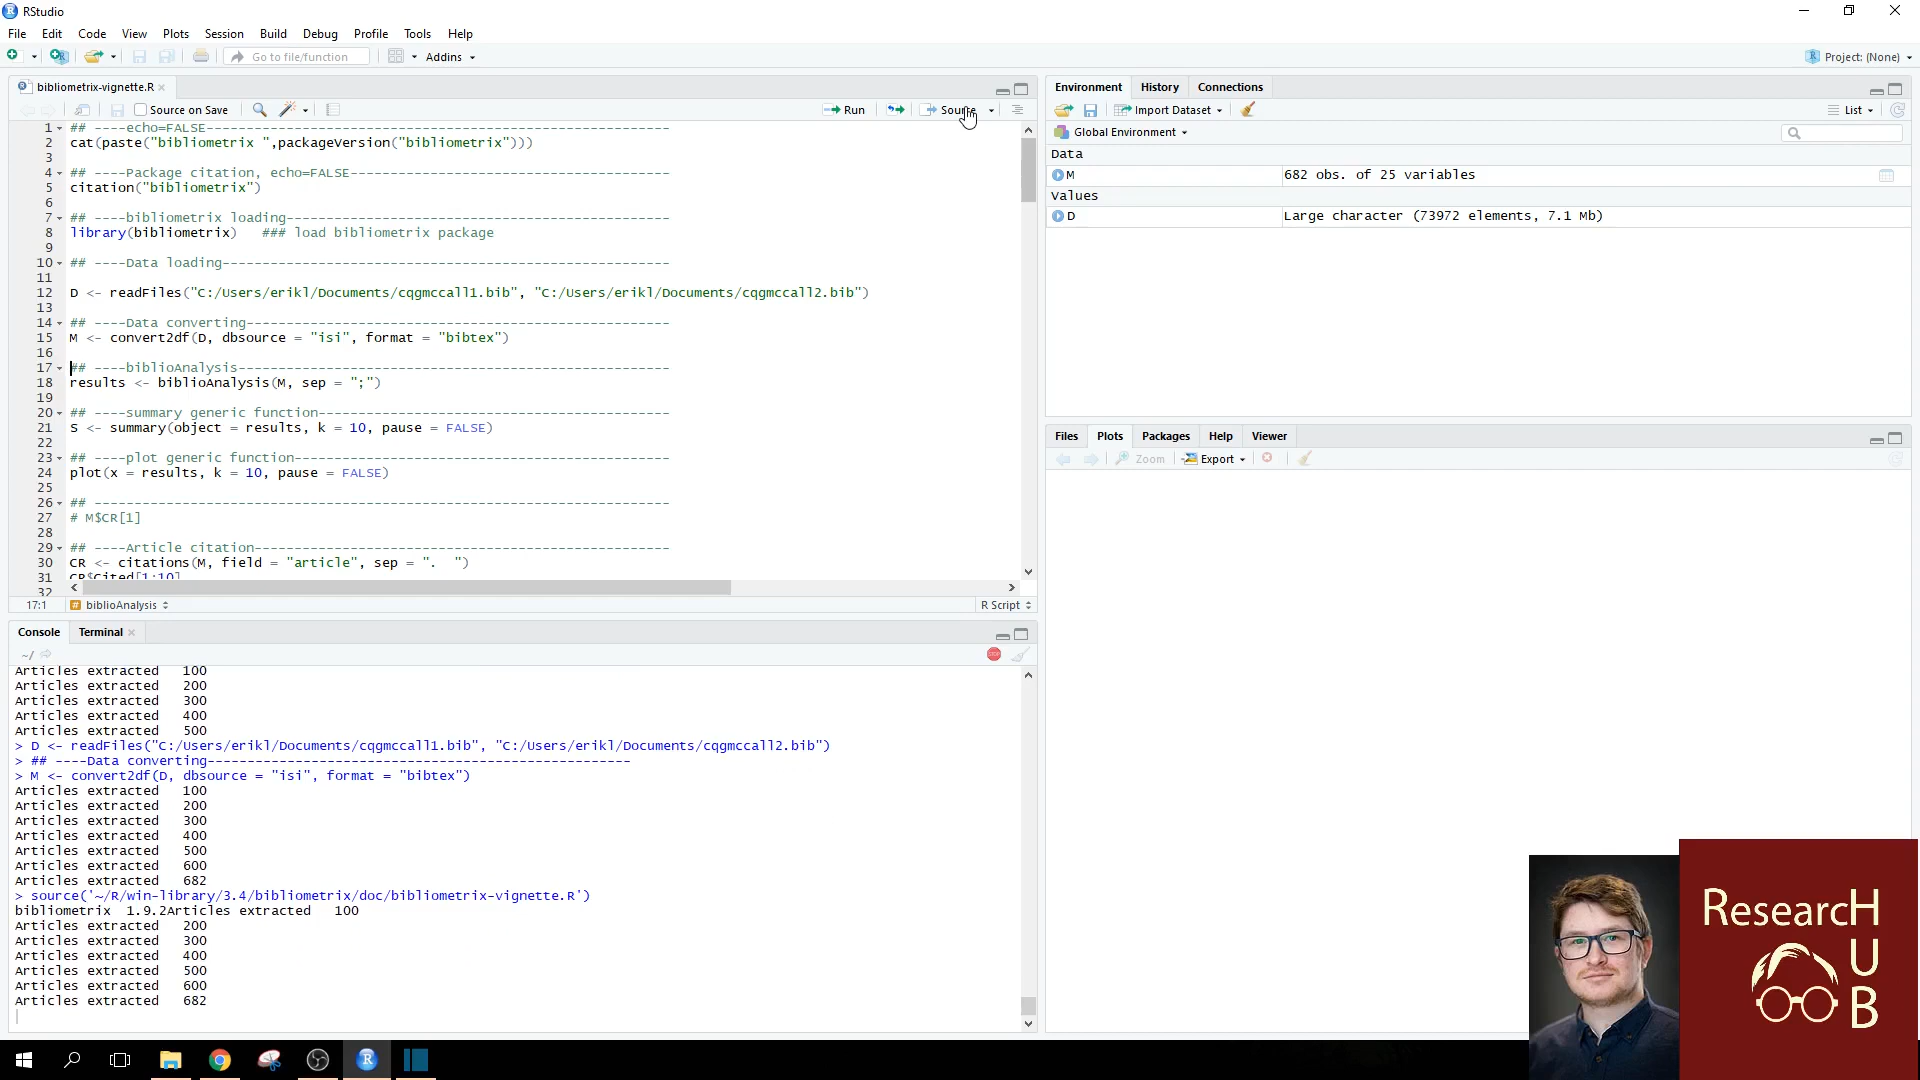 RStudio
File Edit Code View Plots Session Build Debug Profile Tools Help
Go to file/function Addins Project: (None)
bibliometrix-vignette.R
Source on Save Run Source
1 ## ----echo=FALSE----------------------------------------------------------
2 cat(paste("bibliometrix ",packageVersion("bibliometrix")))
3
4 ## ----Package citation, echo=FALSE----------------------------------------
5 citation("bibliometrix")
6
7 ## ----bibliometrix loading------------------------------------------------
8 library(bibliometrix)   ### load bibliometrix package
9
10 ## ----Data loading--------------------------------------------------------
11
12 D <- readFiles("C:/Users/erikl/Documents/cqgmccall1.bib", "C:/Users/erikl/Documents/cqgmccall2.bib")
13
14 ## ----Data converting-----------------------------------------------------
15 M <- convert2df(D, dbsource = "isi", format = "bibtex")
16
17 ## ----biblioAnalysis------------------------------------------------------
18 results <- biblioAnalysis(M, sep = ";")
19
20 ## ----summary generic function--------------------------------------------
21 S <- summary(object = results, k = 10, pause = FALSE)
22
23 ## ----plot generic function-----------------------------------------------
24 plot(x = results, k = 10, pause = FALSE)
25
26 ## ------------------------------------------------------------------------
27 # M$CR[1]
28
29 ## ----Article citation----------------------------------------------------
30 CR <- citations(M, field = "article", sep = ".  ")
31 CR$Cited[1:10]
32
17:1 # biblioAnalysis R Script
Console Terminal
~/
STOP
Articles extracted   100
Articles extracted   200
Articles extracted   300
Articles extracted   400
Articles extracted   500
> D <- readFiles("C:/Users/erikl/Documents/cqgmccall1.bib", "C:/Users/erikl/Documents/cqgmccall2.bib")
> ## ----Data converting-----------------------------------------------------
> M <- convert2df(D, dbsource = "isi", format = "bibtex")
Articles extracted   100
Articles extracted   200
Articles extracted   300
Articles extracted   400
Articles extracted   500
Articles extracted   600
Articles extracted   682
> source('~/R/win-library/3.4/bibliometrix/doc/bibliometrix-vignette.R')
bibliometrix  1.9.2Articles extracted   100
Articles extracted   200
Articles extracted   300
Articles extracted   400
Articles extracted   500
Articles extracted   600
Articles extracted   682
Environment History Connections
Import Dataset List
Global Environment
Data
M 682 obs. of 25 variables
Values
D Large character (73972 elements, 7.1 Mb)
Files Plots Packages Help Viewer
Zoom Export
ResearcH
U
B